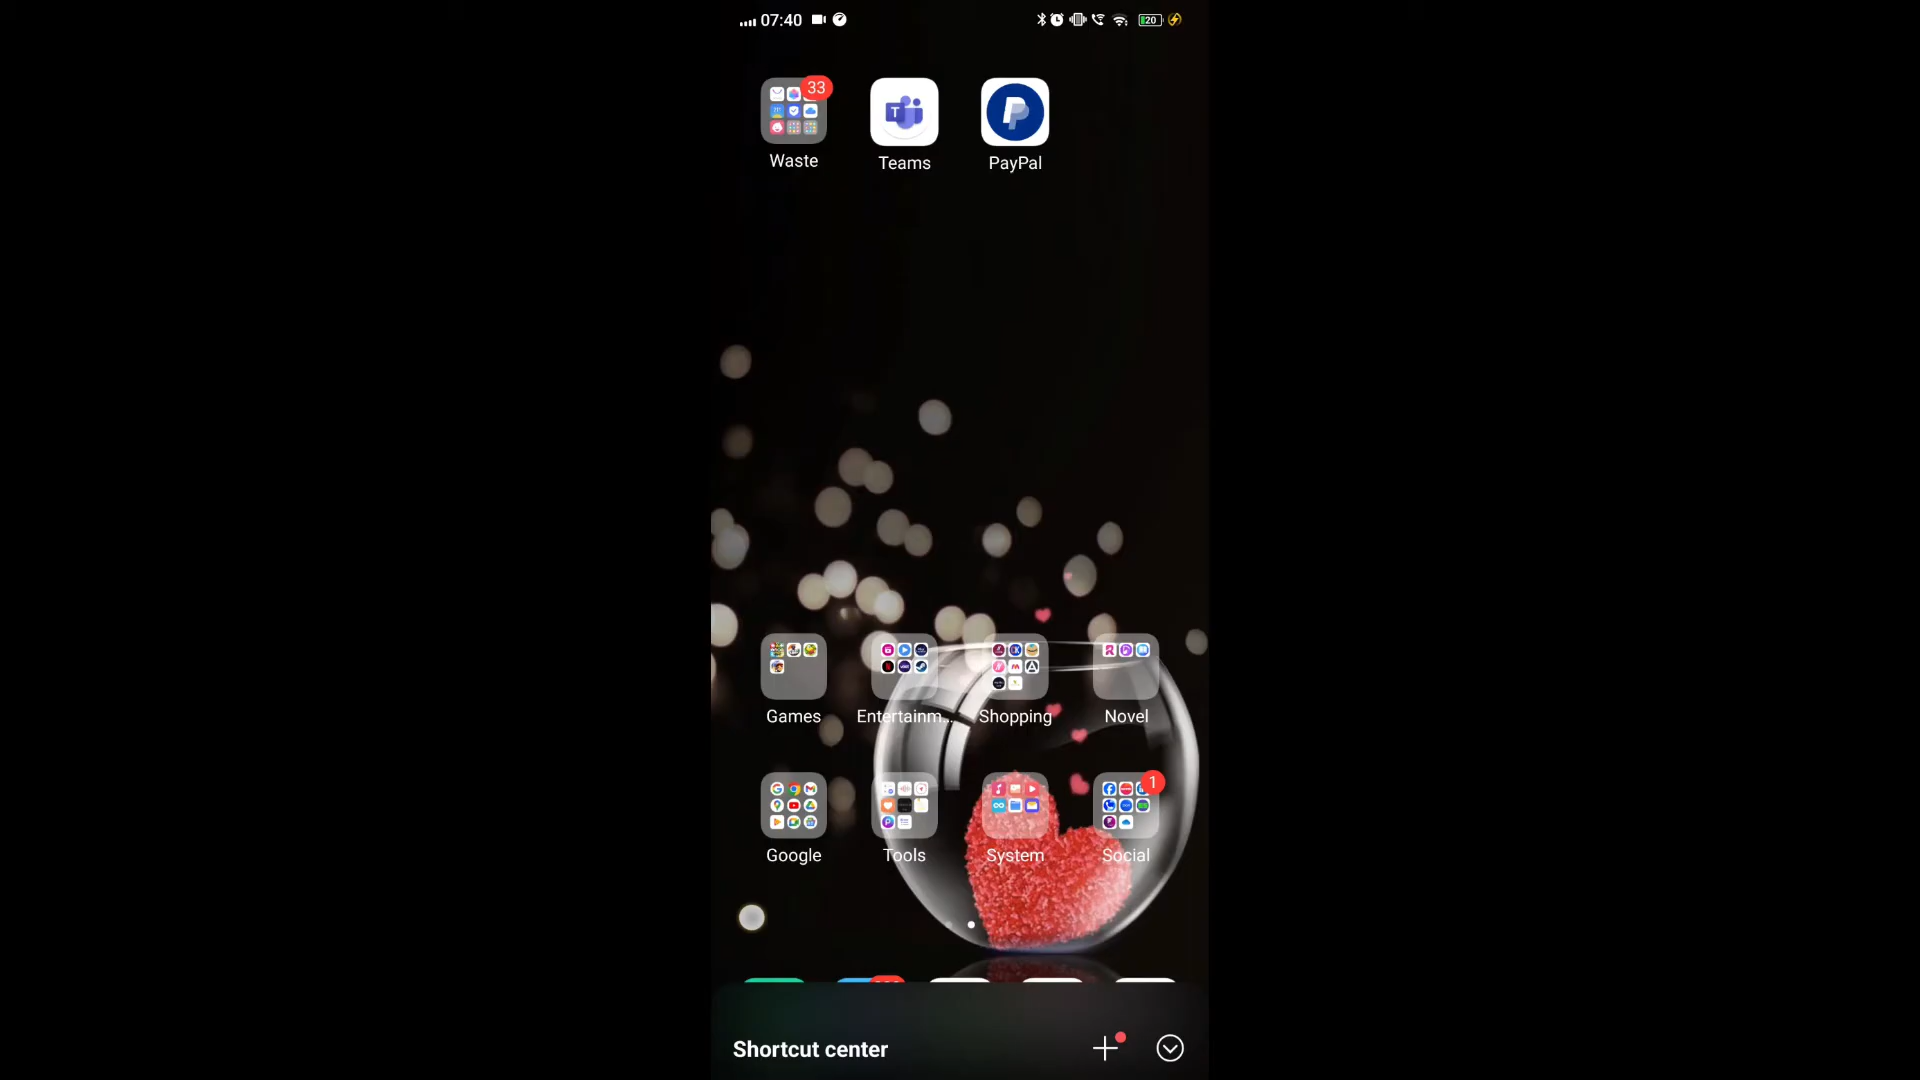 07:40
20
33
Waste
Teams
PayPal
Games
Entertainm...
Shopping
Novel
1
Google
Tools
System
Social
Shortcut center